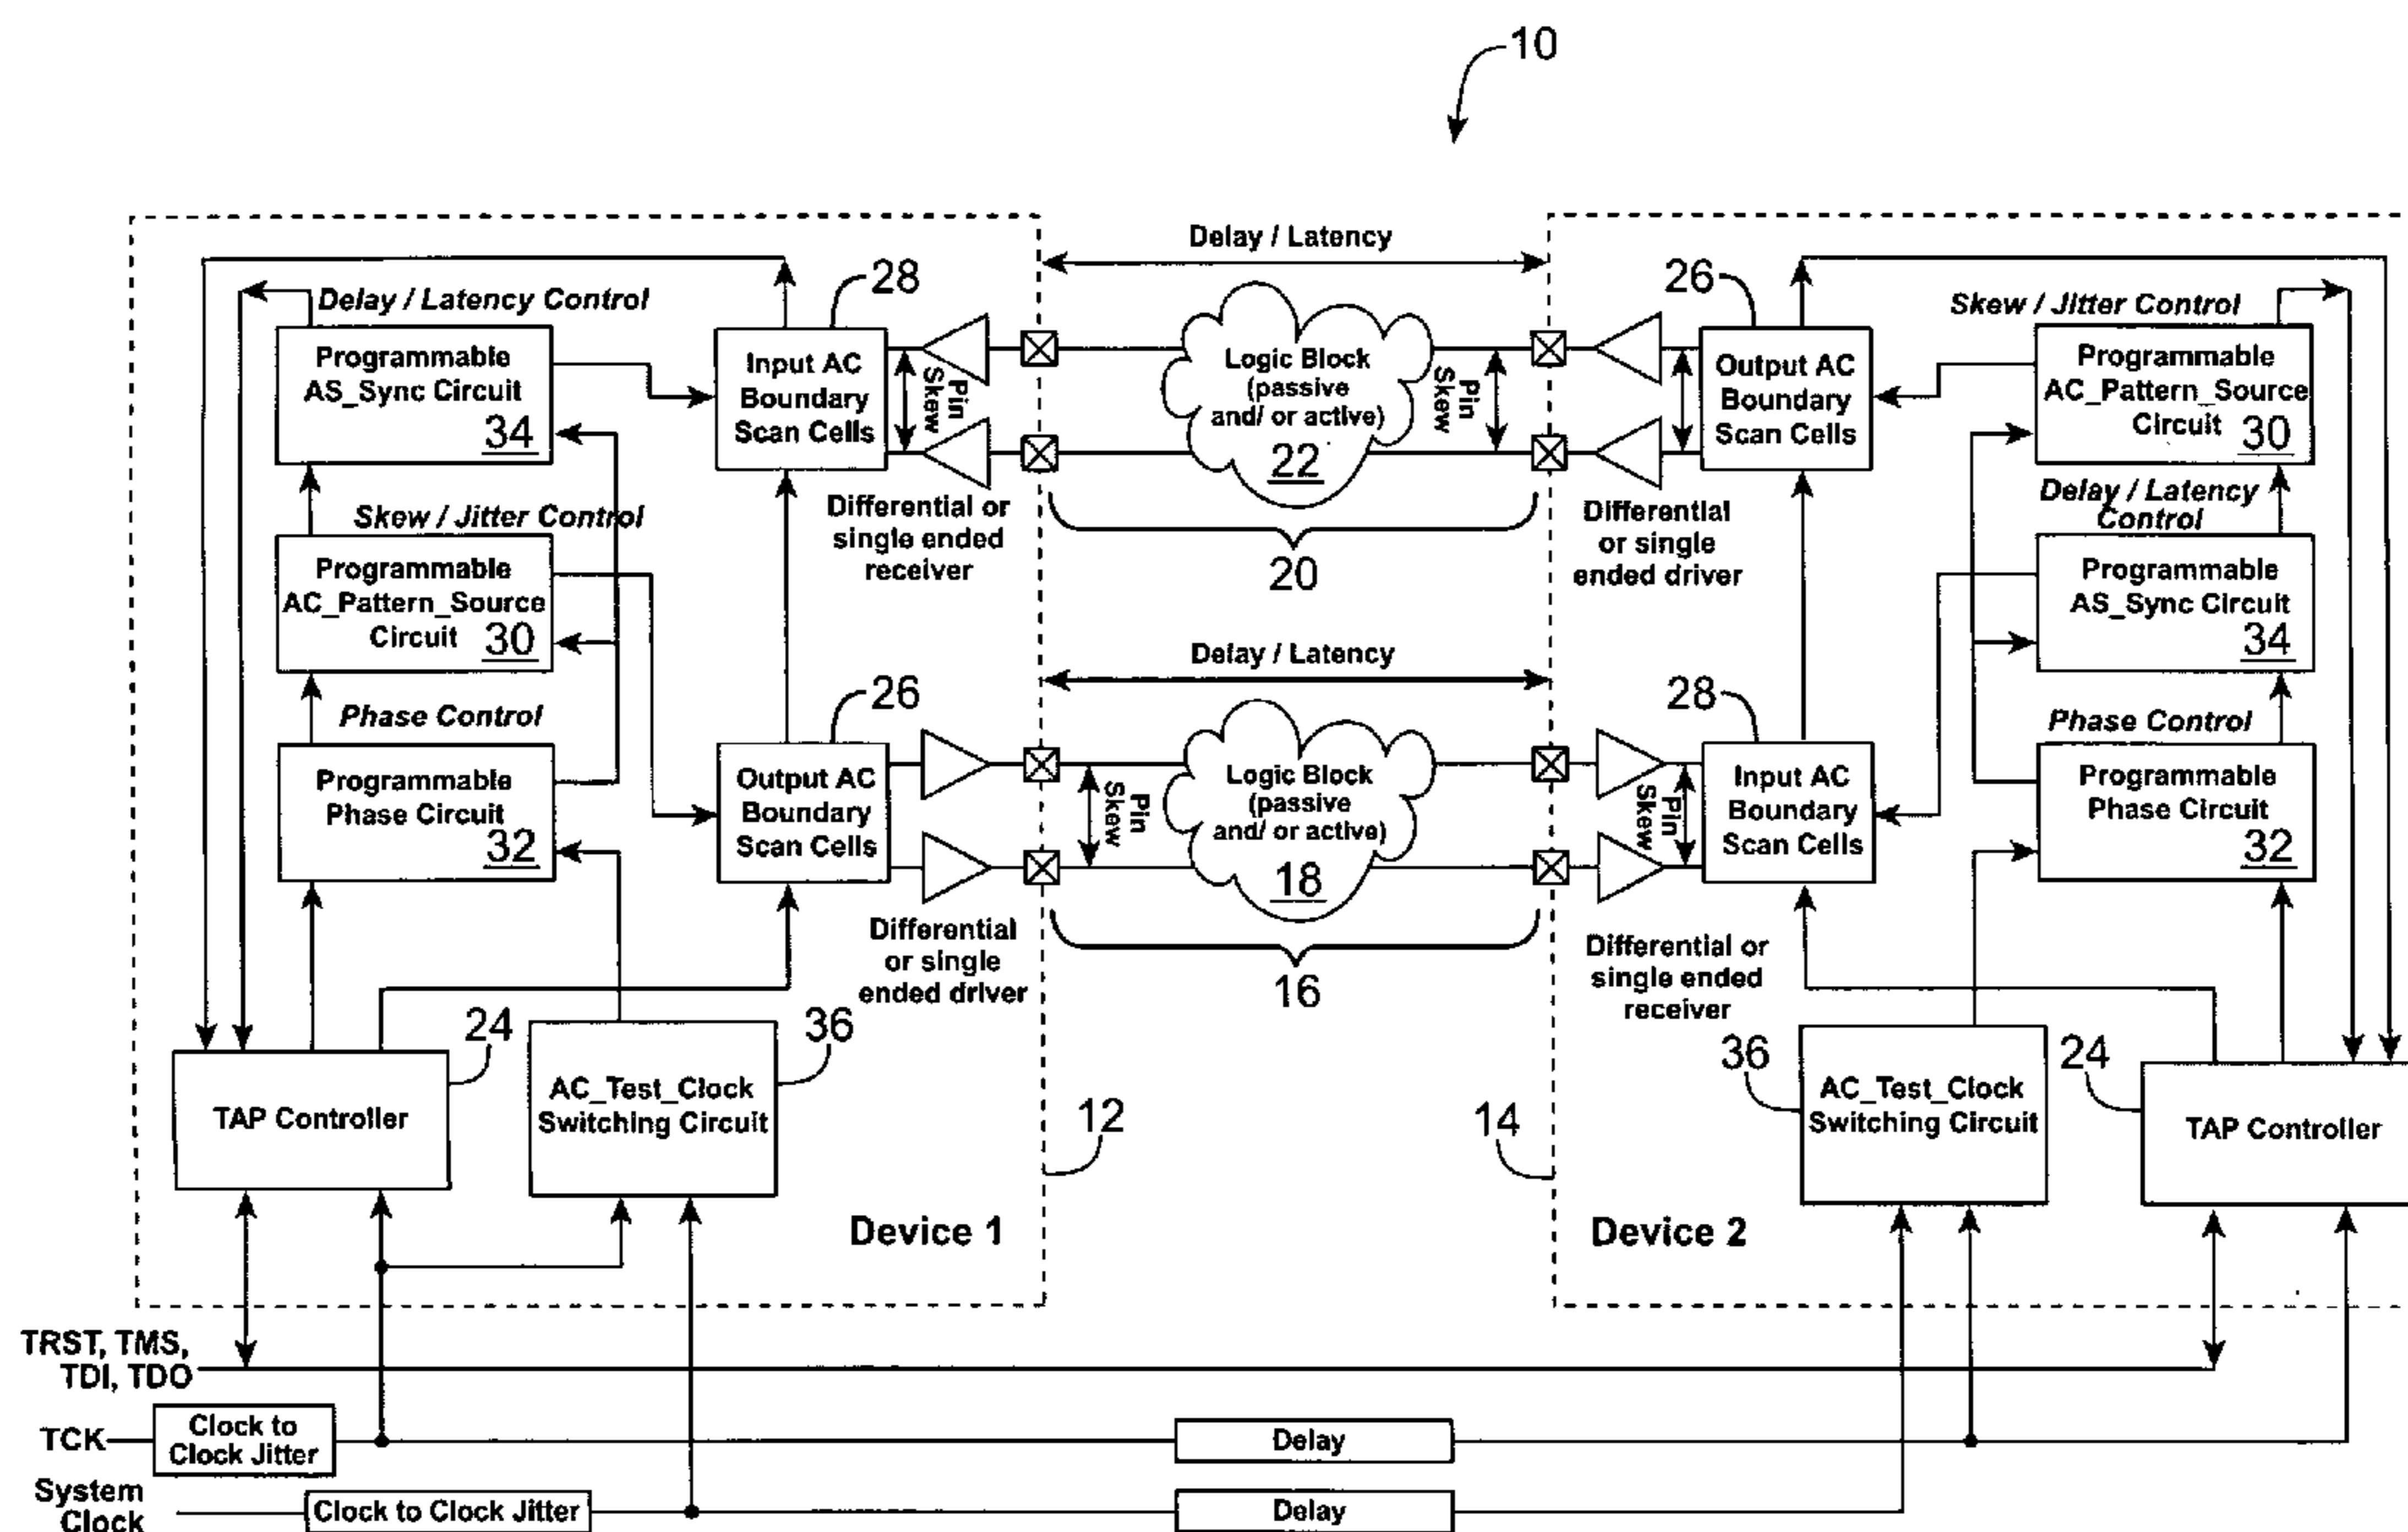 10
Delay / Latency
28
26
Delay / Latency Control
Skew / Jitter Control
Programmable
AS_Sync Circuit
34
Input AC
Boundary
Scan Cells
Pin
Skew
Logic Block
(passive
and/ or active)
22
Pin
Skew
Output AC
Boundary
Scan Cells
Programmable
AC_Pattern_Source
Circuit 30
Differential or
single ended
receiver
20
Differential
or single
ended driver
Skew / Jitter Control
Delay / Latency
Control
Programmable
AC_Pattern_Source
Circuit 30
Programmable
AS_Sync Circuit
34
Delay / Latency
26
28
Phase Control
Phase Control
Programmable
Phase Circuit
32
Output AC
Boundary
Scan Cells
Pin
Skew
Logic Block
(passive
and/ or active)
18
Pin
Skew
Input AC
Boundary
Scan Cells
Programmable
Phase Circuit
32
Differential
or single
ended driver
16
Differential or
single ended
receiver
24
36
36
24
TAP Controller
AC_Test_Clock
Switching Circuit
12
14
AC_Test_Clock
Switching Circuit
TAP Controller
Device 1
Device 2
TRST, TMS,
TDI, TDO
TCK
Clock to
Clock Jitter
Delay
System
Clock
Clock to Clock Jitter
Delay